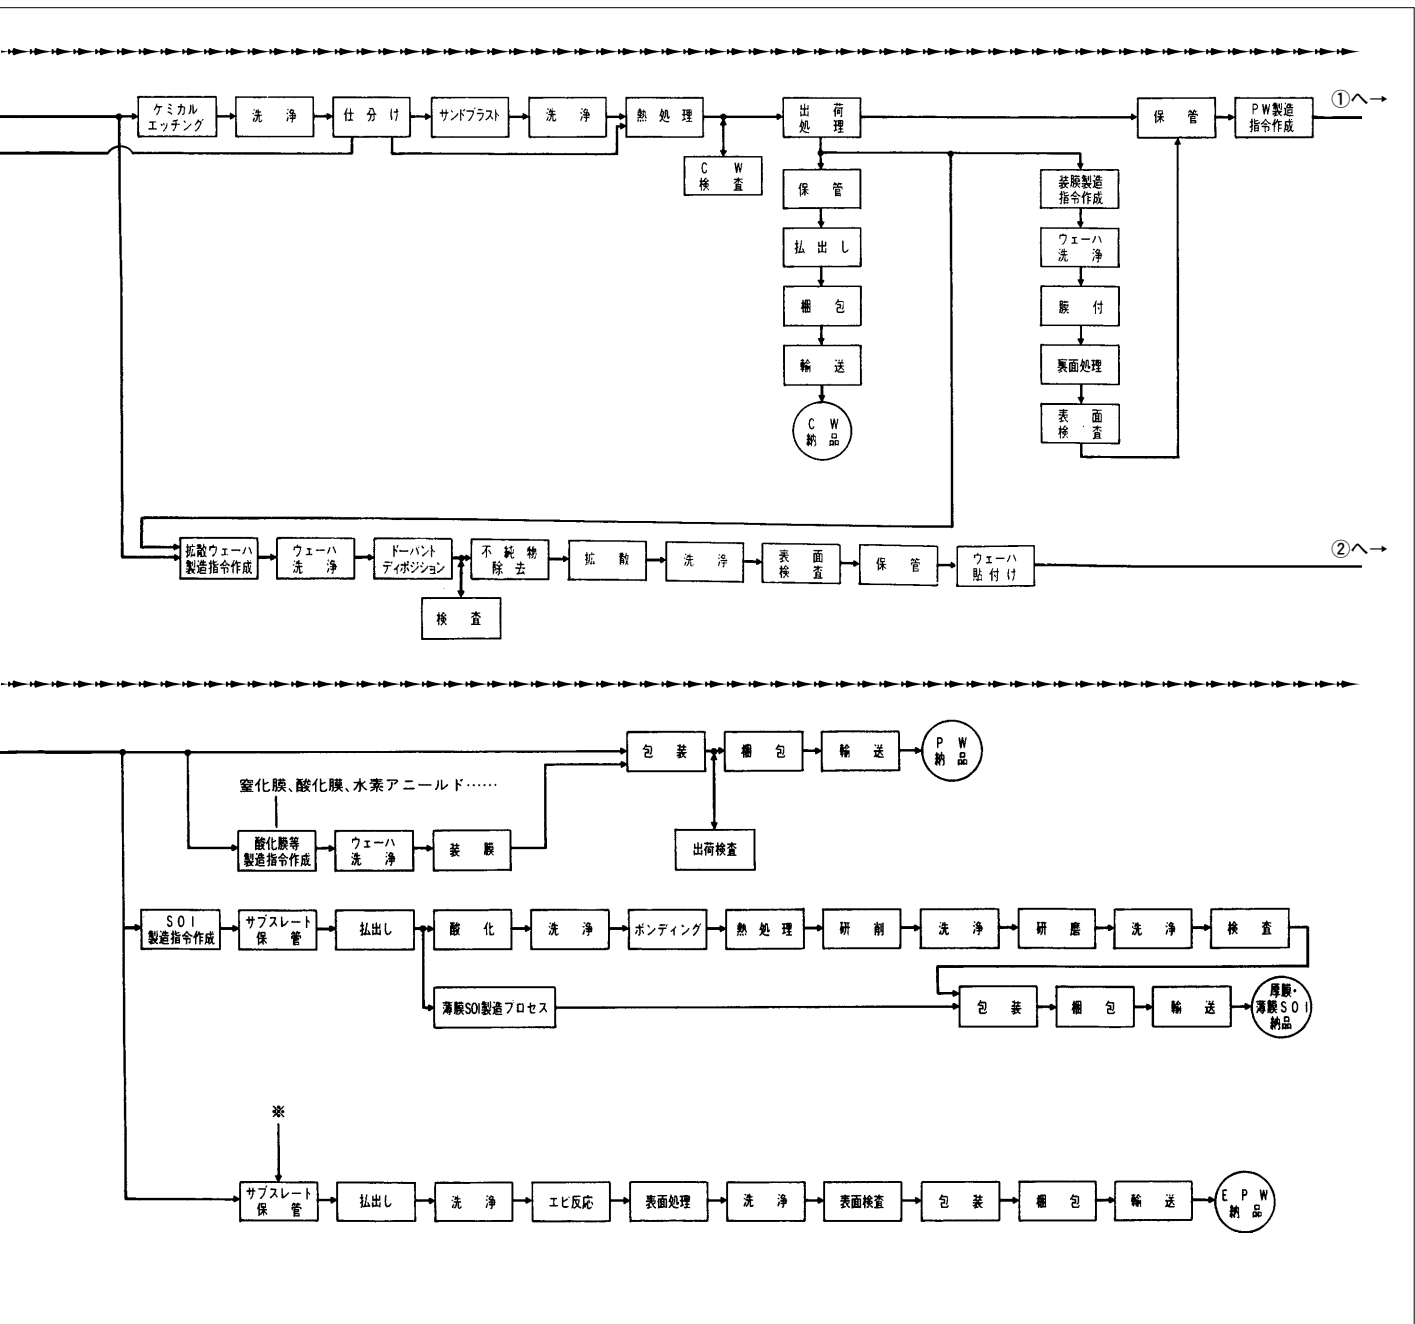 ケミカル
エッチング
洗浄
仕分け
サンドブラスト
洗浄
熱処理
出荷
処理
保管
PW製造
指令作成
①へ→
CW
検査
保管
払出し
梱包
輸送
CW
納品
装膜製造
指令作成
ウェーハ
洗浄
膜付
裏面処理
表面
検査
拡散ウェーハ
製造指令作成
ウェーハ
洗浄
ドーパント
ディポジション
不純物
除去
拡散
洗浄
表面
検査
保管
ウェーハ
貼付け
②へ→
検査
包装
梱包
輸送
PW
納品
窒化膜、酸化膜、水素アニールド……
酸化膜等
製造指令作成
ウェーハ
洗浄
装膜
出荷検査
SOI
製造指令作成
サブスレート
保管
払出し
酸化
洗浄
ボンディング
熱処理
研削
洗浄
研磨
洗浄
検査
薄膜SOI製造プロセス
包装
梱包
輸送
厚膜・
薄膜SOI
納品
※
サブスレート
保管
払出し
洗浄
エピ反応
表面処理
洗浄
表面検査
包装
梱包
輸送
EPW
納品